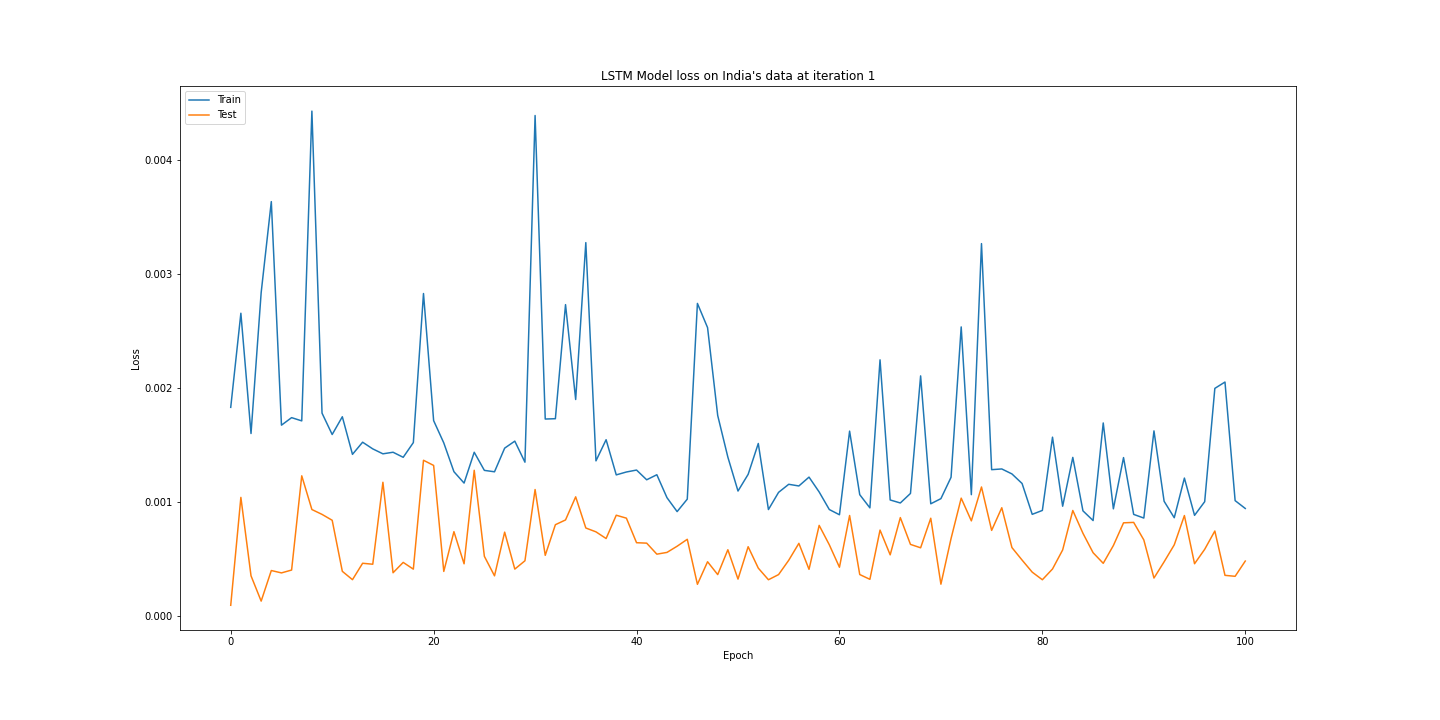 LSTM Model loss on India's data at iteration 1
Train
Test
0.004
0.003
0.002
0.001
0.000
Loss
0 20 40 60 80 100
Epoch